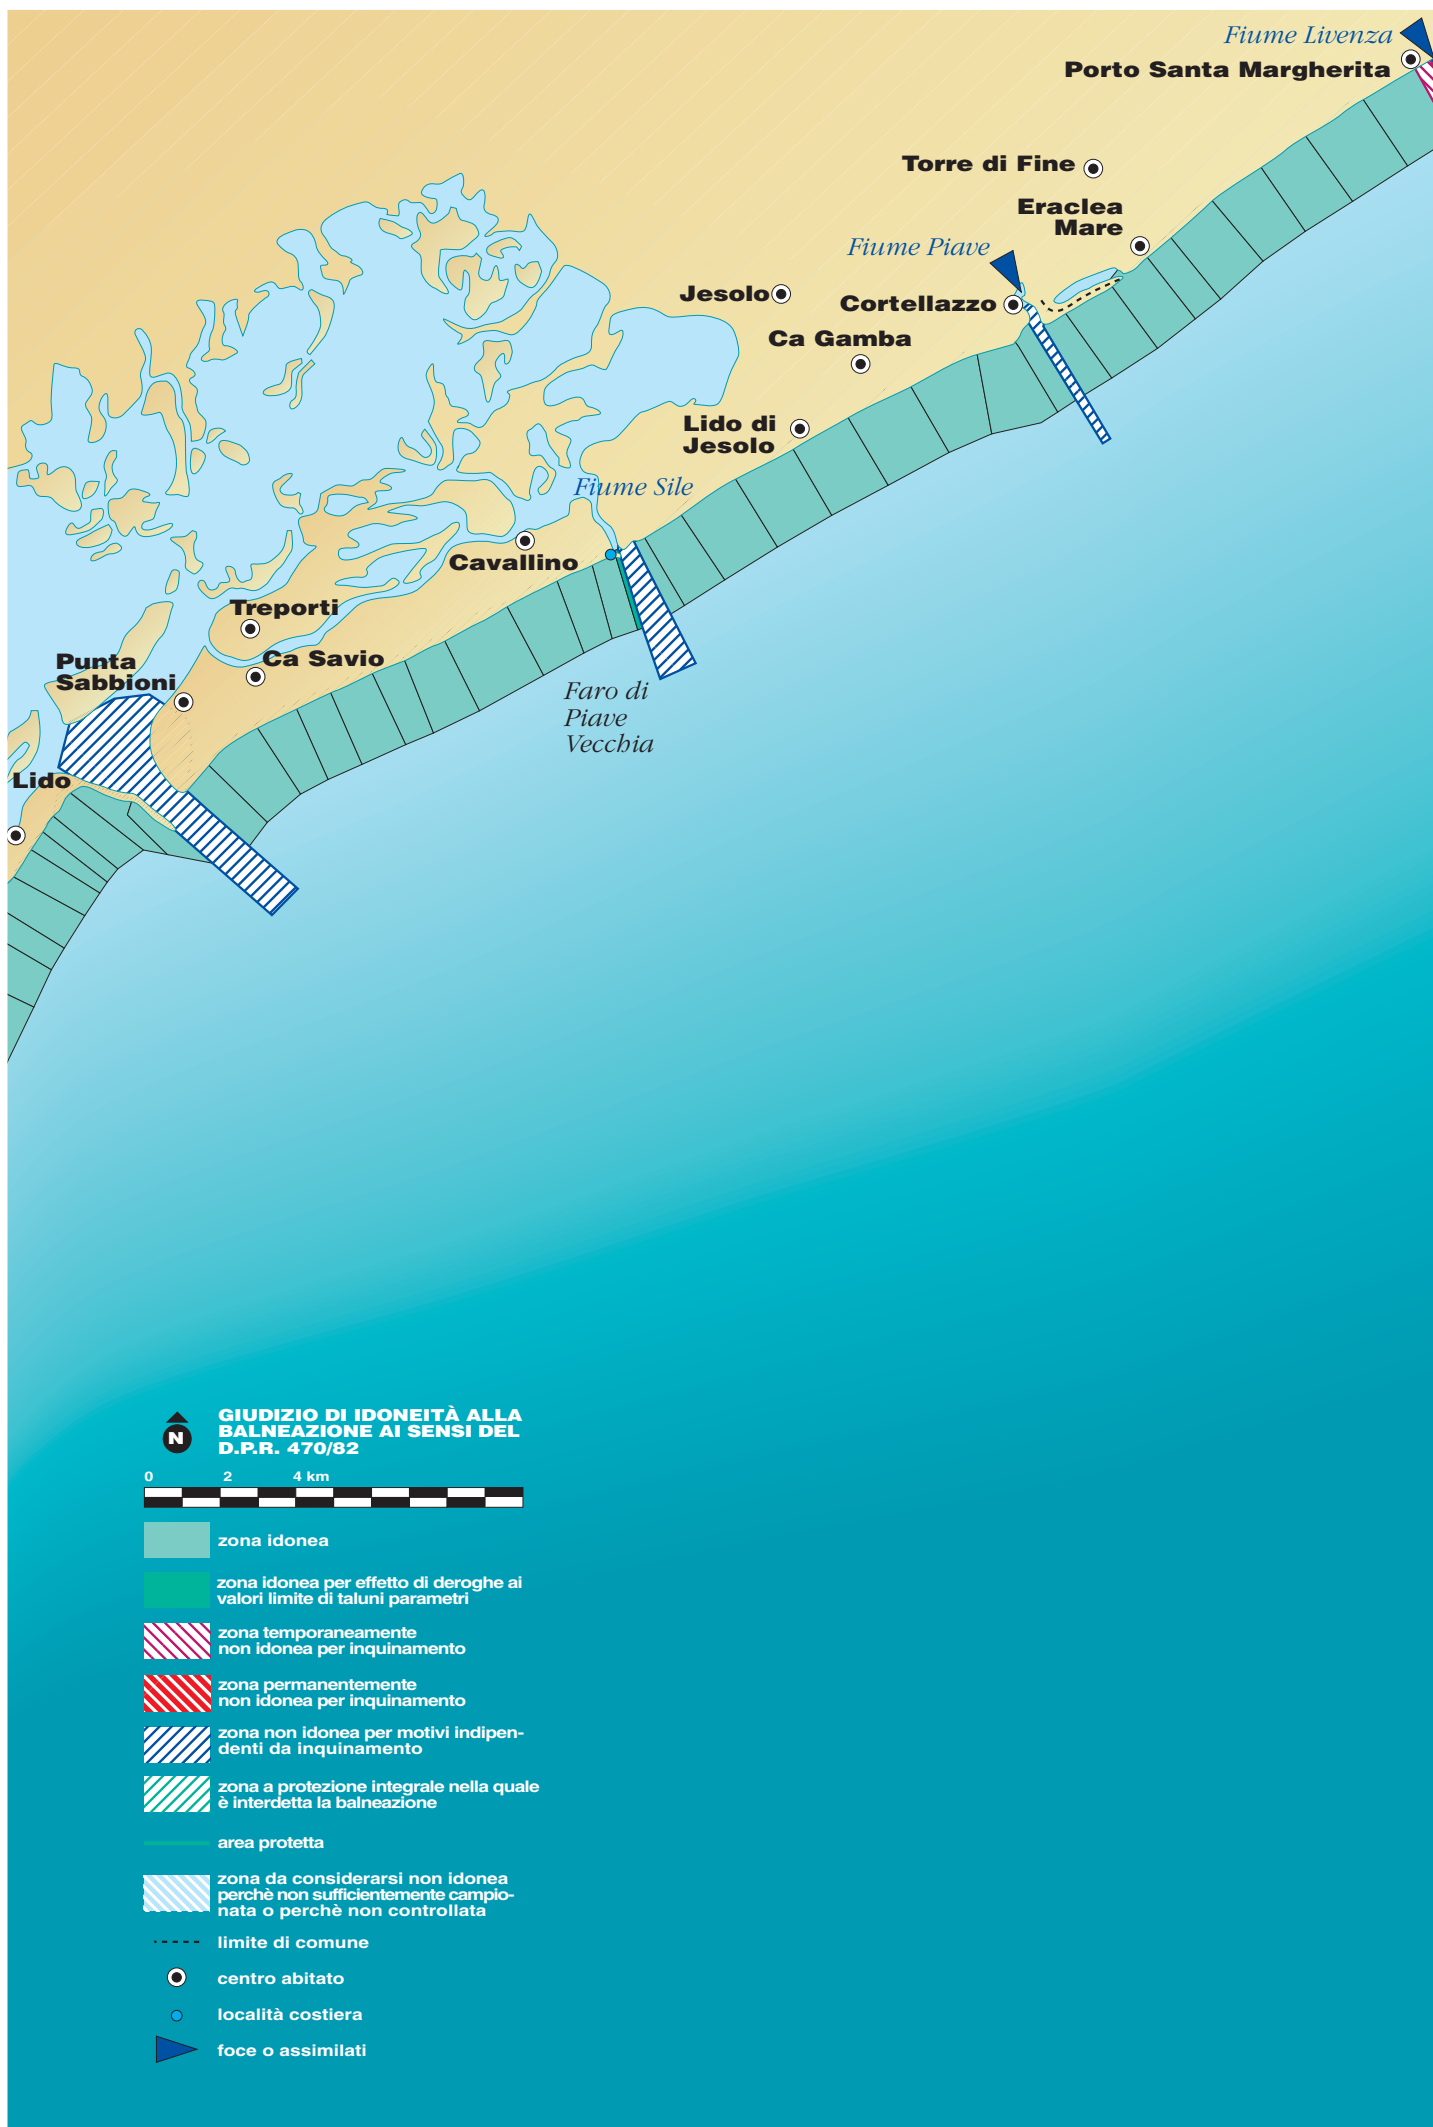 Fiume Livenza
Porto Santa Margherita
Torre di Fine
Eraclea
Mare
Fiume Piave
Jesolo
Cortellazzo
Ca Gamba
Lido di
Jesolo
Fiume Sile
Cavallino
Treporti
Ca Savio
Punta
Sabbioni
Faro di
Piave
Vecchia
Lido
N
GIUDIZIO DI IDONEITÀ ALLA
BALNEAZIONE AI SENSI DEL
D.P.R. 470/82
0 2 4 km
zona idonea
zona idonea per effetto di deroghe ai
valori limite di taluni parametri
zona temporaneamente
non idonea per inquinamento
zona permanentemente
non idonea per inquinamento
zona non idonea per motivi indipen-
denti da inquinamento
zona a protezione integrale nella quale
è interdetta la balneazione
area protetta
zona da considerarsi non idonea
perchè non sufficientemente campio-
nata o perchè non controllata
limite di comune
centro abitato
località costiera
foce o assimilati